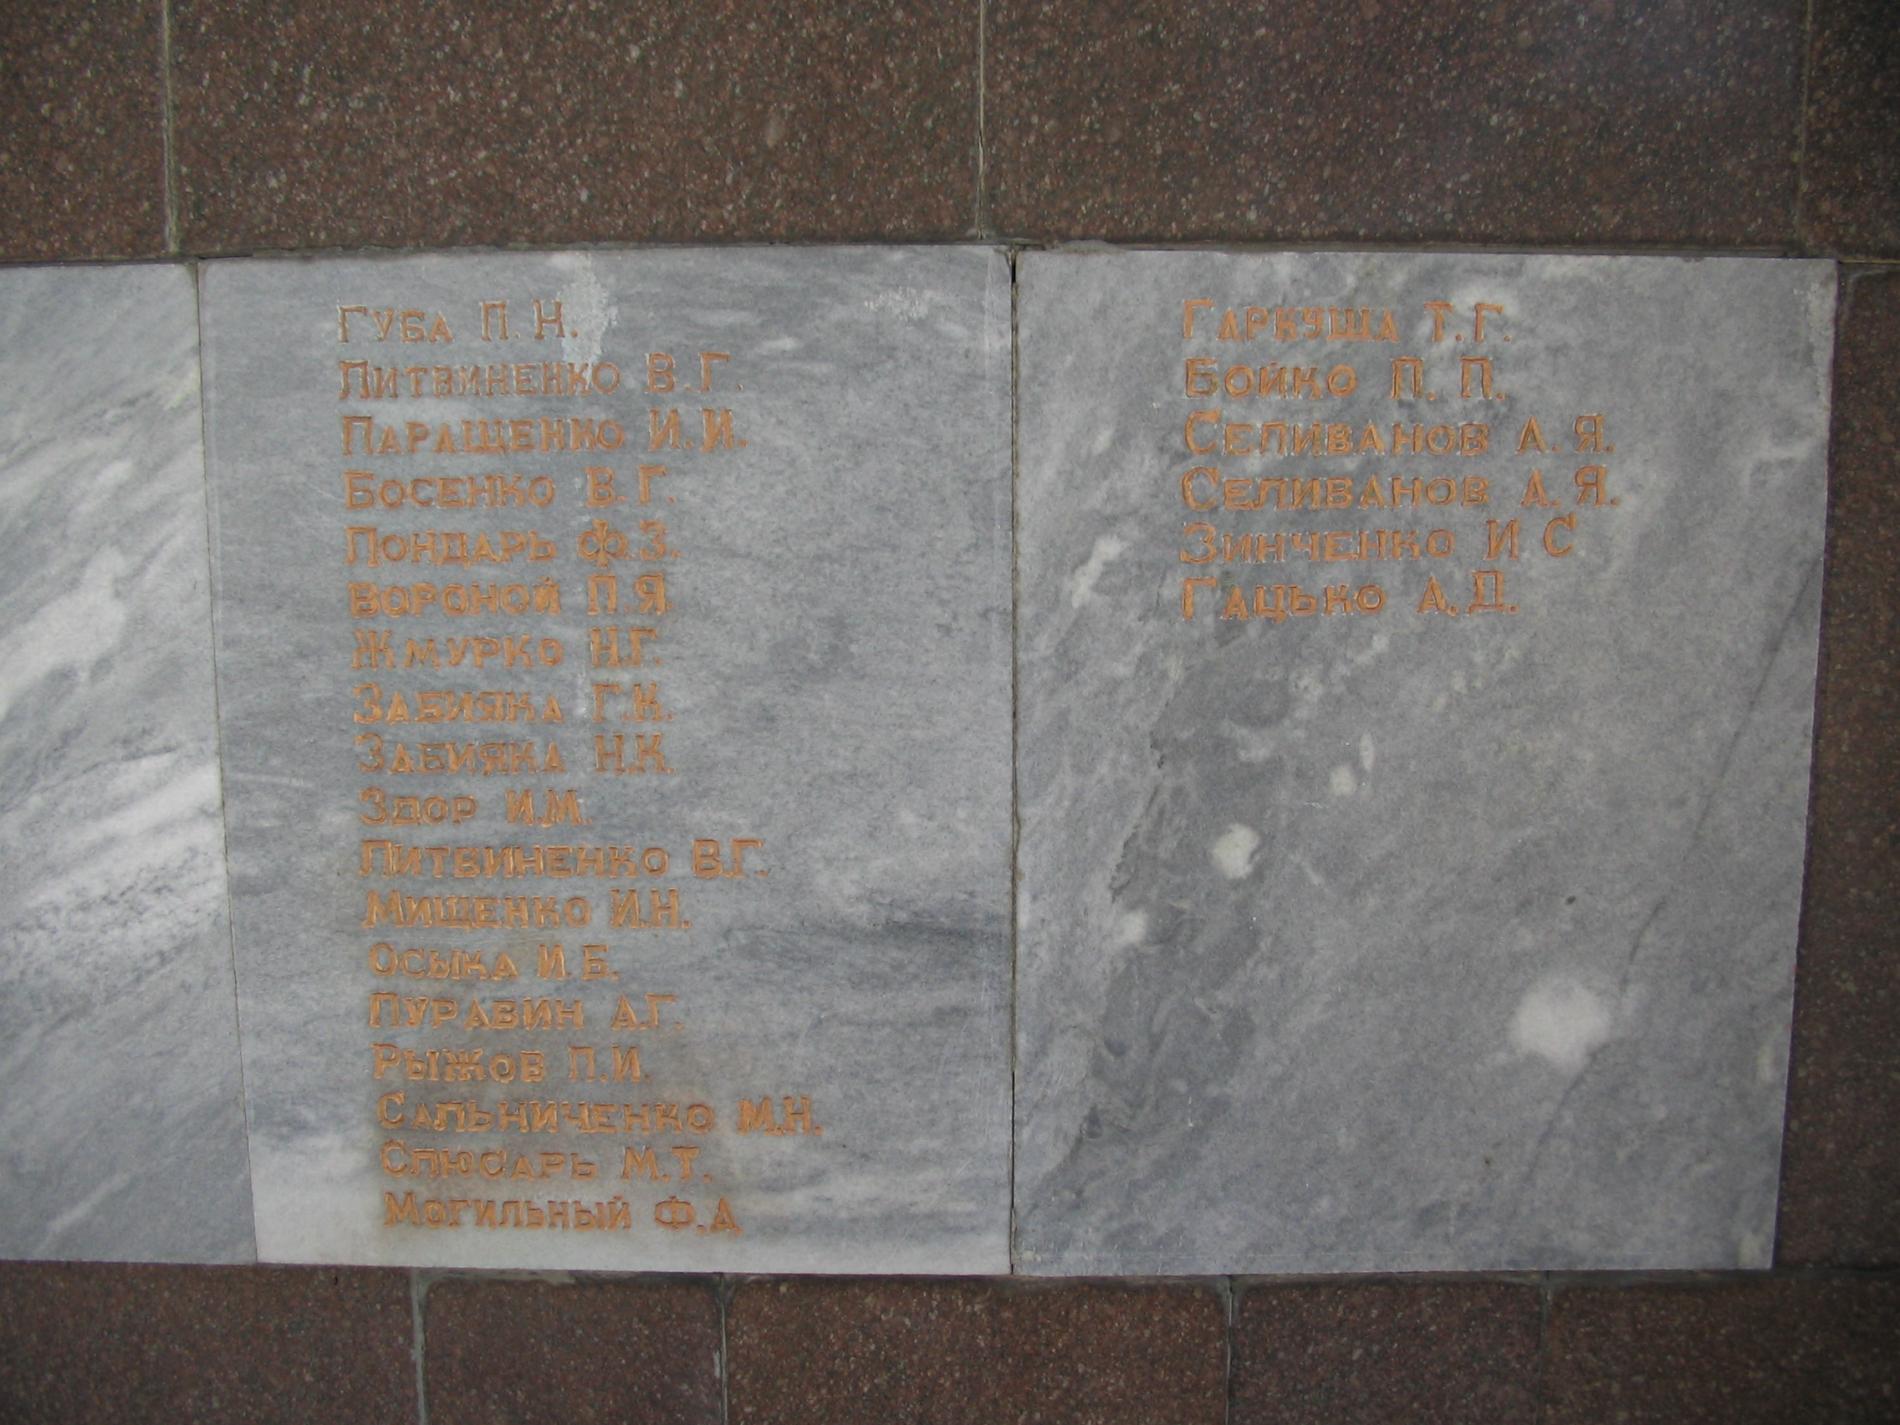 Губа П. Н.
Литвиненко В. Г.
Паращенко И. И.
Босенко В. Г.
Пондарь Ф.З.
Вороной П.Я.
Жмурко Н.Г.
Забияка Г.К.
Забияка Н.К.
Здор И.М.
Литвиненко В.Г.
Мищенко И.Н.
Осыка И. Б.
Пуравин А.Г.
Рыжов П.И.
Сальниченко М.Н.
Слюсарь М.Т.
Могильный Ф.А
Гаркуша Т. Г.
Бойко П. П.
Селиванов А. Я.
Селиванов А. Я.
Зинченко И С
Гацько А. Д.